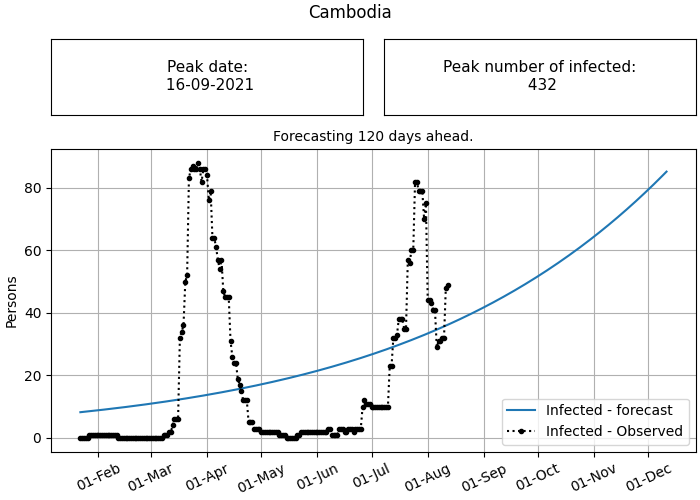 Cambodia
Peak date:
16-09-2021
Peak number of infected:
432
Forecasting 120 days ahead.
Persons
80
60
40
20
0
Infected - forecast
Infected - Observed
01-Feb
01-Mar
01-Apr
01-May
01-Jun
01-Jul
01-Aug
01-Sep
01-Oct
01-Nov
01-Dec